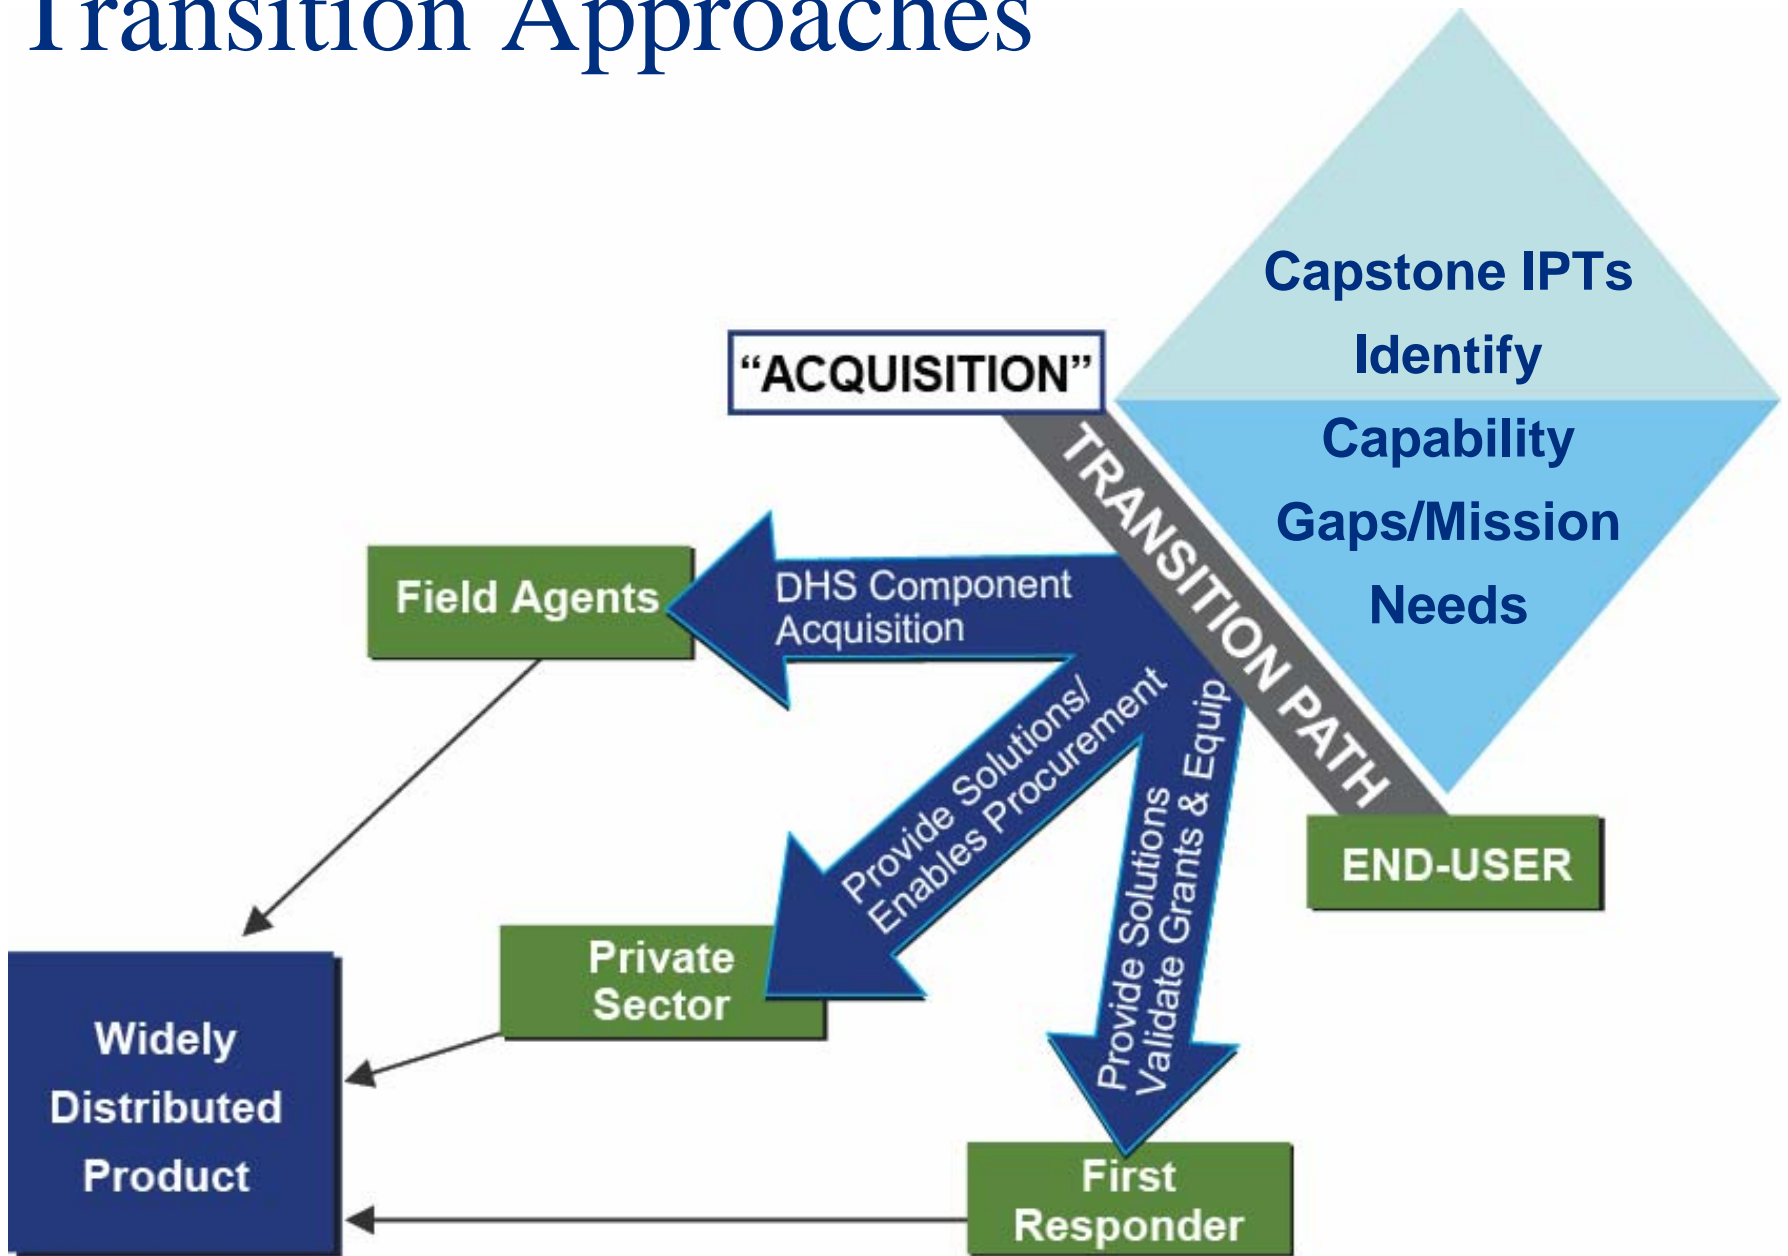 Transition Approaches
Capstone IPTs
Identify
Capability
Gaps/Mission
Needs
“ACQUISITION”
TRANSITION PATH
END-USER
DHS Component
Acquisition
Field Agents
Provide Solutions/
Enables Procurement
Private
Sector
Provide Solutions
Validate Grants & Equip
First
Responder
Widely
Distributed
Product